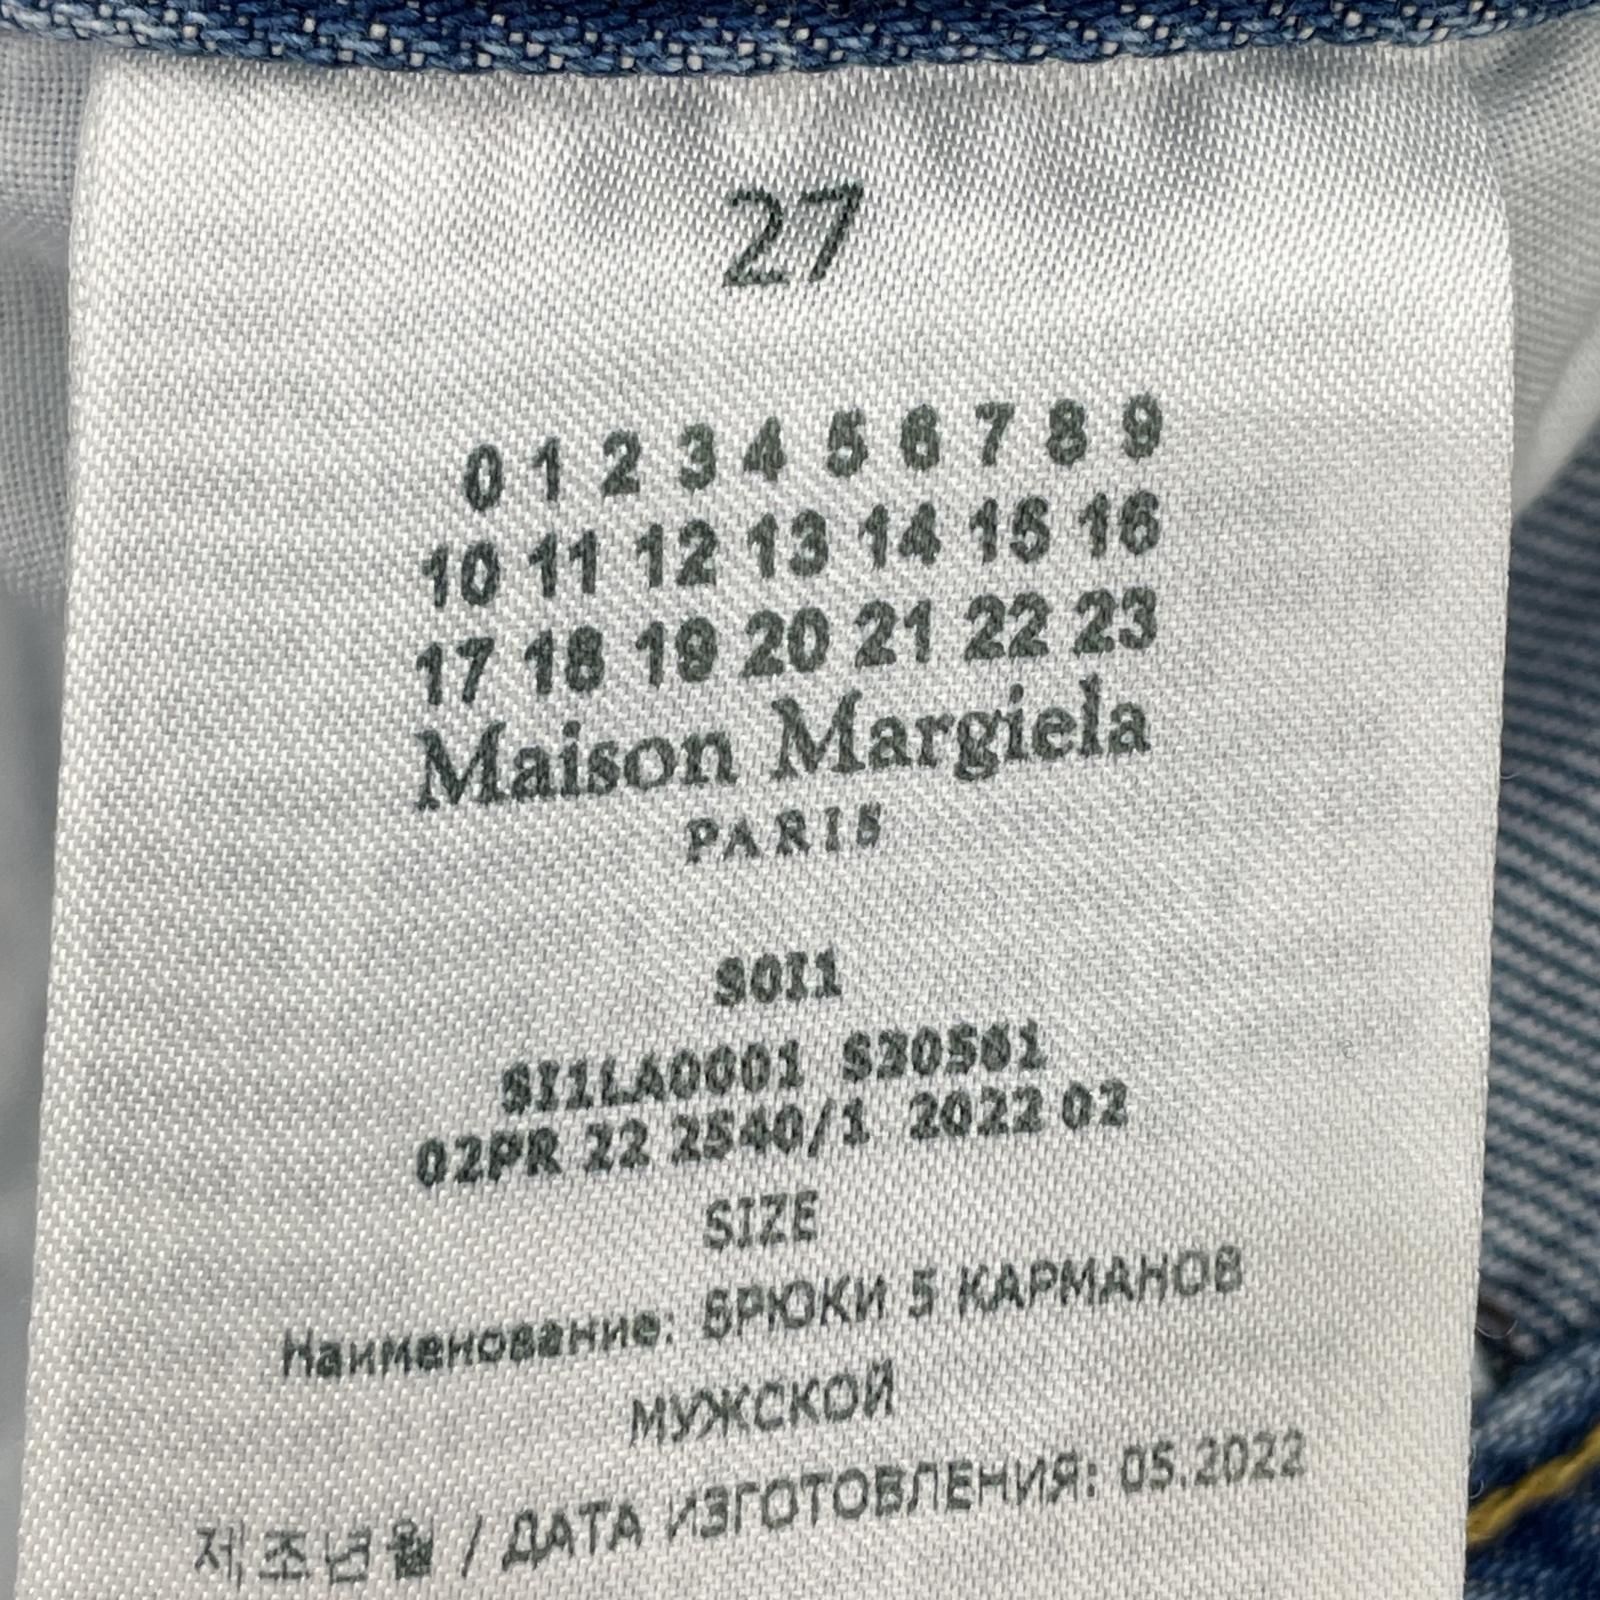 27
0 1 2 3 4 5 6 7 8 9
10 11 12 13 14 15 16
17 18 19 20 21 22 23
Maison Margiela
PARIS
S0I1
SI1LA0001 S30561
02PR 22 2540/1 2022 02
SIZE
Наименование: БРЮКИ 5 КАРМАНОВ
МУЖСКОЙ
제조년월 / ДАТА ИЗГОТОВЛЕНИЯ: 05.2022